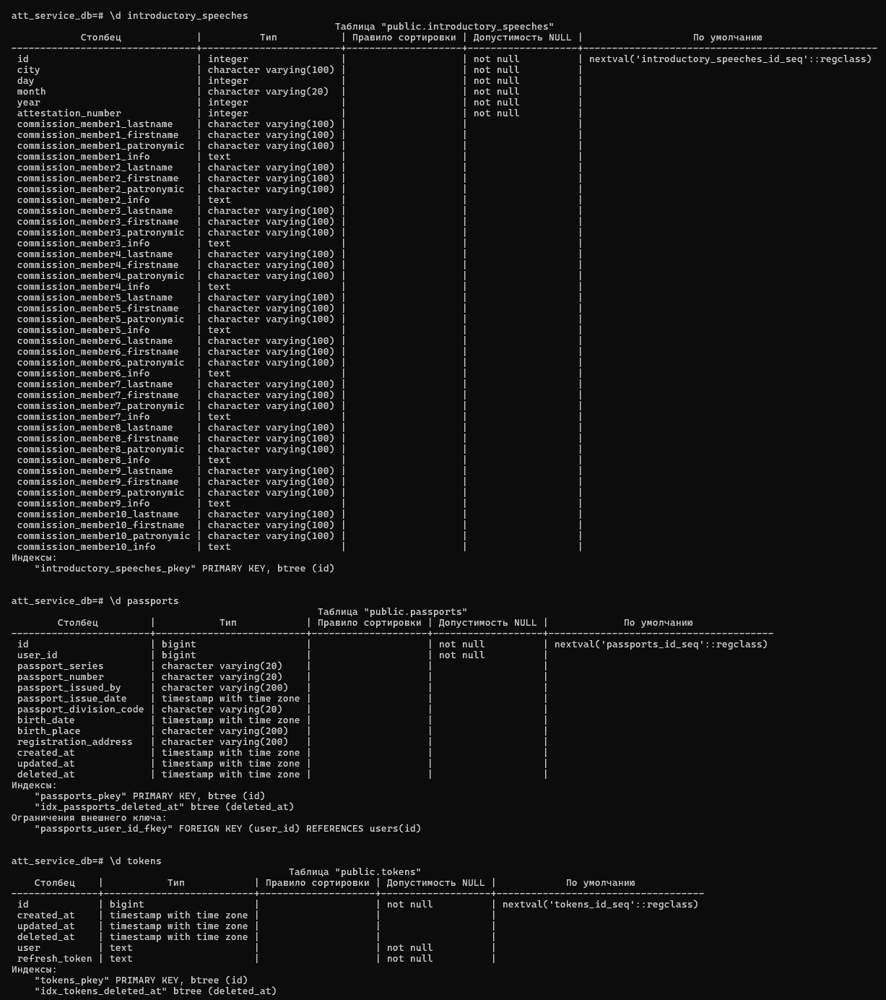 att_service_db=# \d introductory_speeches
Таблица "public.introductory_speeches"
Столбец | Тип | Правило сортировки | Допустимость NULL | По умолчанию
--------------------------------+------------------------+--------------------+-------------------+---------------------------------------------------
id | integer | | not null | nextval('introductory_speeches_id_seq'::regclass)
city | character varying(100) | | not null |
day | integer | | not null |
month | character varying(20) | | not null |
year | integer | | not null |
attestation_number | integer | | not null |
commission_member1_lastname | character varying(100) | | |
commission_member1_firstname | character varying(100) | | |
commission_member1_patronymic | character varying(100) | | |
commission_member1_info | text | | |
commission_member2_lastname | character varying(100) | | |
commission_member2_firstname | character varying(100) | | |
commission_member2_patronymic | character varying(100) | | |
commission_member2_info | text | | |
commission_member3_lastname | character varying(100) | | |
commission_member3_firstname | character varying(100) | | |
commission_member3_patronymic | character varying(100) | | |
commission_member3_info | text | | |
commission_member4_lastname | character varying(100) | | |
commission_member4_firstname | character varying(100) | | |
commission_member4_patronymic | character varying(100) | | |
commission_member4_info | text | | |
commission_member5_lastname | character varying(100) | | |
commission_member5_firstname | character varying(100) | | |
commission_member5_patronymic | character varying(100) | | |
commission_member5_info | text | | |
commission_member6_lastname | character varying(100) | | |
commission_member6_firstname | character varying(100) | | |
commission_member6_patronymic | character varying(100) | | |
commission_member6_info | text | | |
commission_member7_lastname | character varying(100) | | |
commission_member7_firstname | character varying(100) | | |
commission_member7_patronymic | character varying(100) | | |
commission_member7_info | text | | |
commission_member8_lastname | character varying(100) | | |
commission_member8_firstname | character varying(100) | | |
commission_member8_patronymic | character varying(100) | | |
commission_member8_info | text | | |
commission_member9_lastname | character varying(100) | | |
commission_member9_firstname | character varying(100) | | |
commission_member9_patronymic | character varying(100) | | |
commission_member9_info | text | | |
commission_member10_lastname | character varying(100) | | |
commission_member10_firstname | character varying(100) | | |
commission_member10_patronymic | character varying(100) | | |
commission_member10_info | text | | |
Индексы:
"introductory_speeches_pkey" PRIMARY KEY, btree (id)
att_service_db=# \d passports
Таблица "public.passports"
Столбец | Тип | Правило сортировки | Допустимость NULL | По умолчанию
------------------------+--------------------------+--------------------+-------------------+---------------------------------------
id | bigint | | not null | nextval('passports_id_seq'::regclass)
user_id | bigint | | not null |
passport_series | character varying(20) | | |
passport_number | character varying(20) | | |
passport_issued_by | character varying(200) | | |
passport_issue_date | timestamp with time zone | | |
passport_division_code | character varying(20) | | |
birth_date | timestamp with time zone | | |
birth_place | character varying(200) | | |
registration_address | character varying(200) | | |
created_at | timestamp with time zone | | |
updated_at | timestamp with time zone | | |
deleted_at | timestamp with time zone | | |
Индексы:
"passports_pkey" PRIMARY KEY, btree (id)
"idx_passports_deleted_at" btree (deleted_at)
Ограничения внешнего ключа:
"passports_user_id_fkey" FOREIGN KEY (user_id) REFERENCES users(id)
att_service_db=# \d tokens
Таблица "public.tokens"
Столбец | Тип | Правило сортировки | Допустимость NULL | По умолчанию
---------------+--------------------------+--------------------+-------------------+------------------------------------
id | bigint | | not null | nextval('tokens_id_seq'::regclass)
created_at | timestamp with time zone | | |
updated_at | timestamp with time zone | | |
deleted_at | timestamp with time zone | | |
user | text | | not null |
refresh_token | text | | not null |
Индексы:
"tokens_pkey" PRIMARY KEY, btree (id)
"idx_tokens_deleted_at" btree (deleted_at)